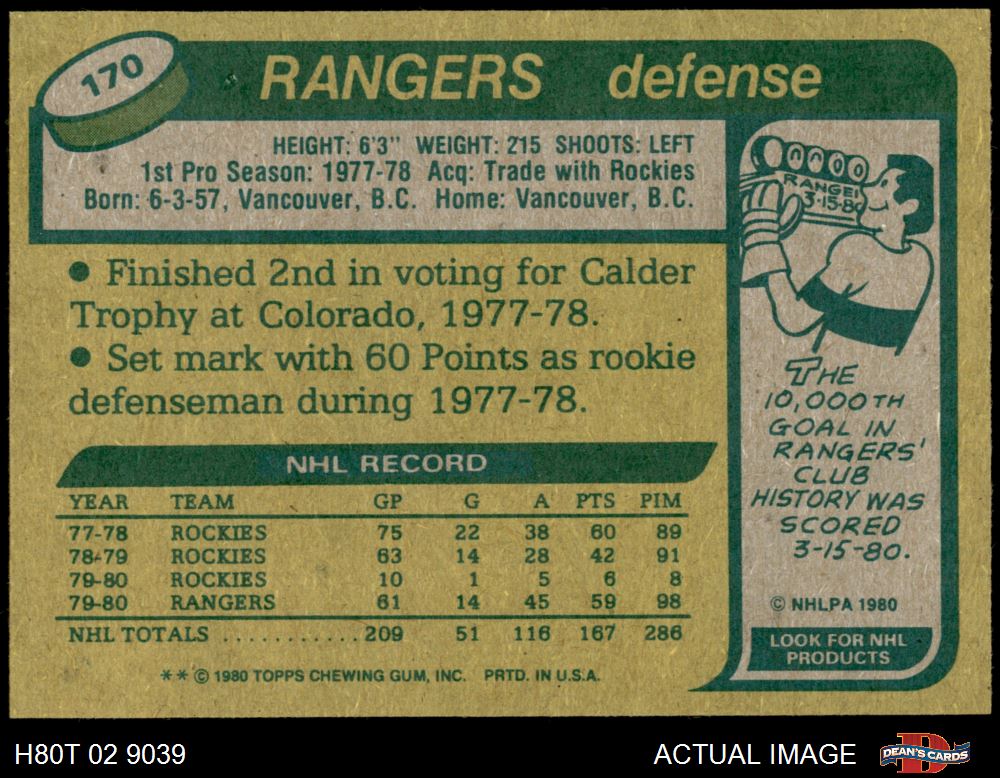 170
RANGERS defense
HEIGHT: 6'3" WEIGHT: 215 SHOOTS: LEFT
1st Pro Season: 1977-78 Acq: Trade with Rockies
Born: 6-3-57, Vancouver, B.C. Home: Vancouver, B.C.
● Finished 2nd in voting for Calder
Trophy at Colorado, 1977-78.
● Set mark with 60 Points as rookie
defenseman during 1977-78.
NHL RECORD
YEAR TEAM GP G A PTS PIM
77-78 ROCKIES 75 22 38 60 89
78-79 ROCKIES 63 14 28 42 91
79-80 ROCKIES 10 1 5 6 8
79-80 RANGERS 61 14 45 59 98
NHL TOTALS ............209 51 116 167 286
** © 1980 TOPPS CHEWING GUM, INC. PRTD. IN U.S.A.
0000
RANGE
3-15-80
THE
10,000TH
GOAL IN
RANGERS'
CLUB
HISTORY WAS
SCORED
3-15-80.
© NHLPA 1980
LOOK FOR NHL
PRODUCTS
H80T 02 9039
ACTUAL IMAGE
DEAN'S CARDS